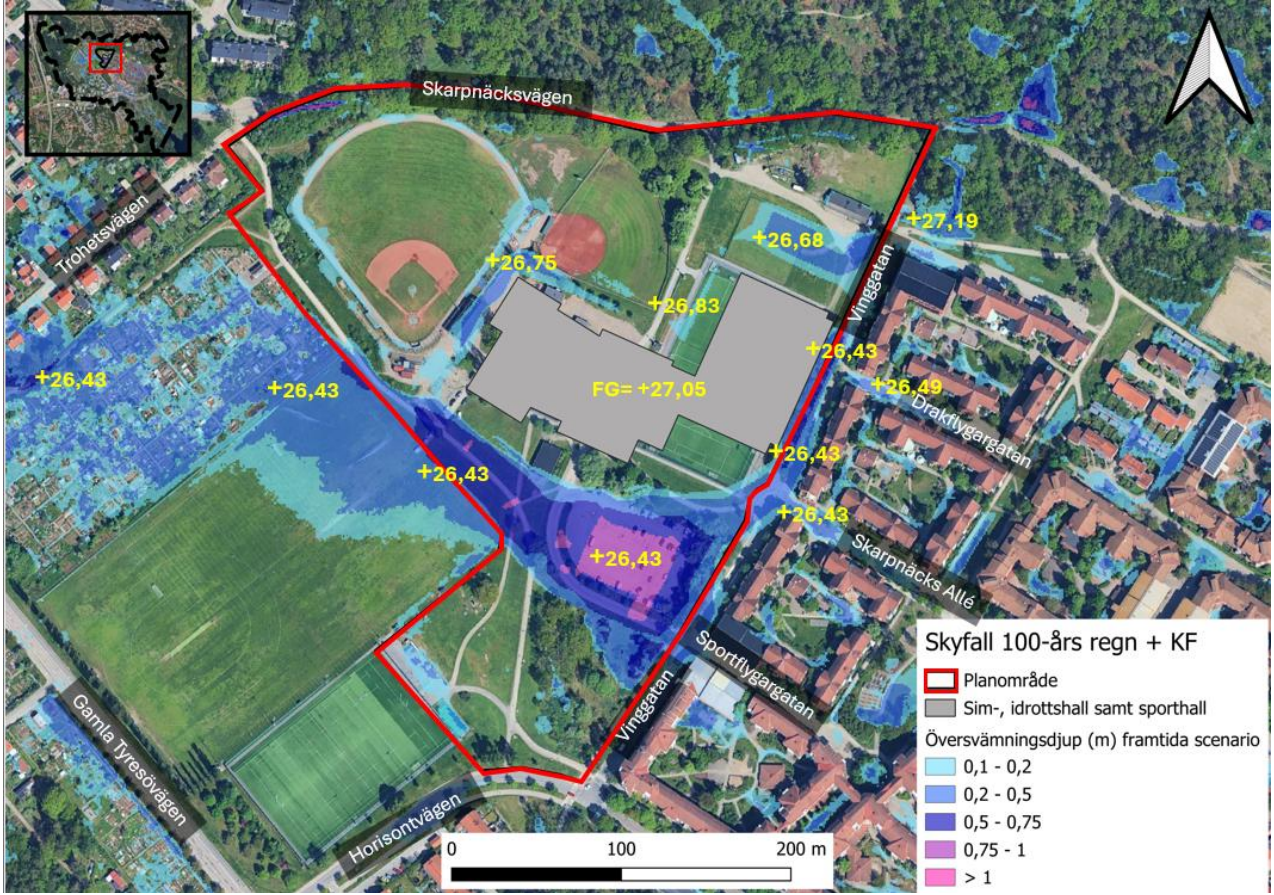 Skarpnäcksvägen
Trohetsvägen
+27,19
+26,68
+26,75
Vinggatan
+26,83
+26,43
+26,43
+26,43
+26,49
FG= +27,05
Drakflygargatan
+26,43
+26,43
+26,43
+26,43
Skarpnäcks Allé
Sportflygargatan
Vinggatan
Gamla Tyresövägen
Horisontvägen
0 100 200 m
Skyfall 100-års regn + KF
Planområde
Sim-, idrottshall samt sporthall
Översvämningsdjup (m) framtida scenario
0,1 - 0,2
0,2 - 0,5
0,5 - 0,75
0,75 - 1
> 1